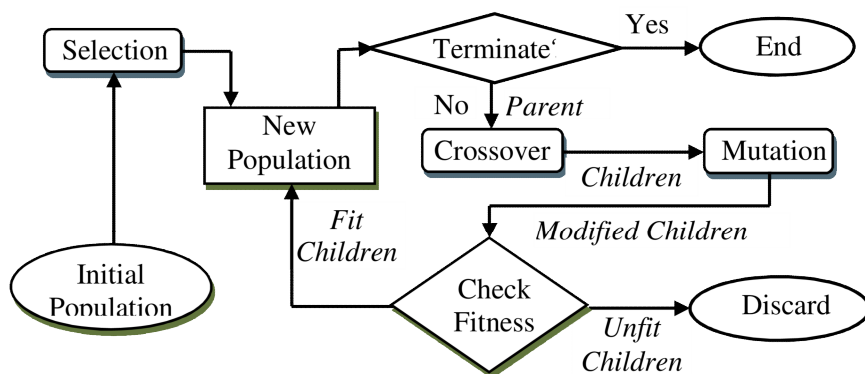 Selection
Terminate‘
Yes
End
New
Population
No
Parent
Crossover
Children
Mutation
Fit
Children
Modified Children
Initial
Population
Check
Fitness
Unfit
Children
Discard